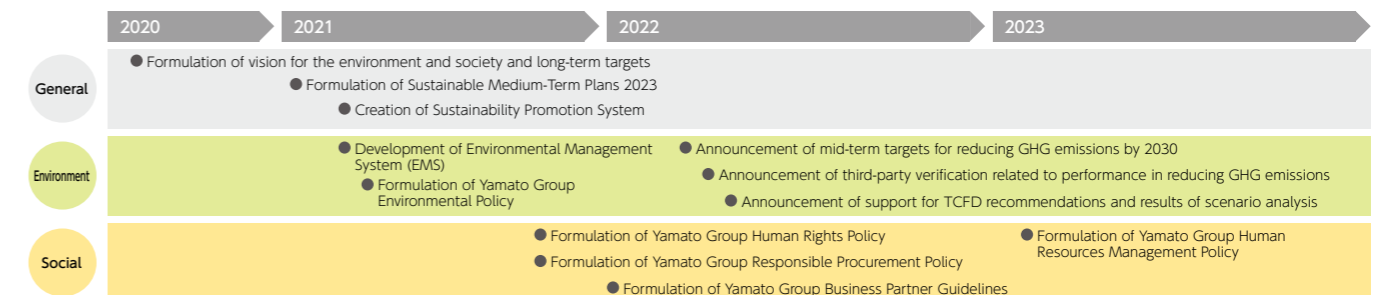 2020
2021
2022
2023
General
Formulation of vision for the environment and society and long-term targets
Formulation of Sustainable Medium-Term Plans 2023
Creation of Sustainability Promotion System
Environment
Development of Environmental Management
System (EMS)
Formulation of Yamato Group
Environmental Policy
Announcement of mid-term targets for reducing GHG emissions by 2030
Announcement of third-party verification related to performance in reducing GHG emissions
Announcement of support for TCFD recommendations and results of scenario analysis
Social
Formulation of Yamato Group Human Rights Policy
Formulation of Yamato Group Responsible Procurement Policy
Formulation of Yamato Group Business Partner Guidelines
Formulation of Yamato Group Human
Resources Management Policy